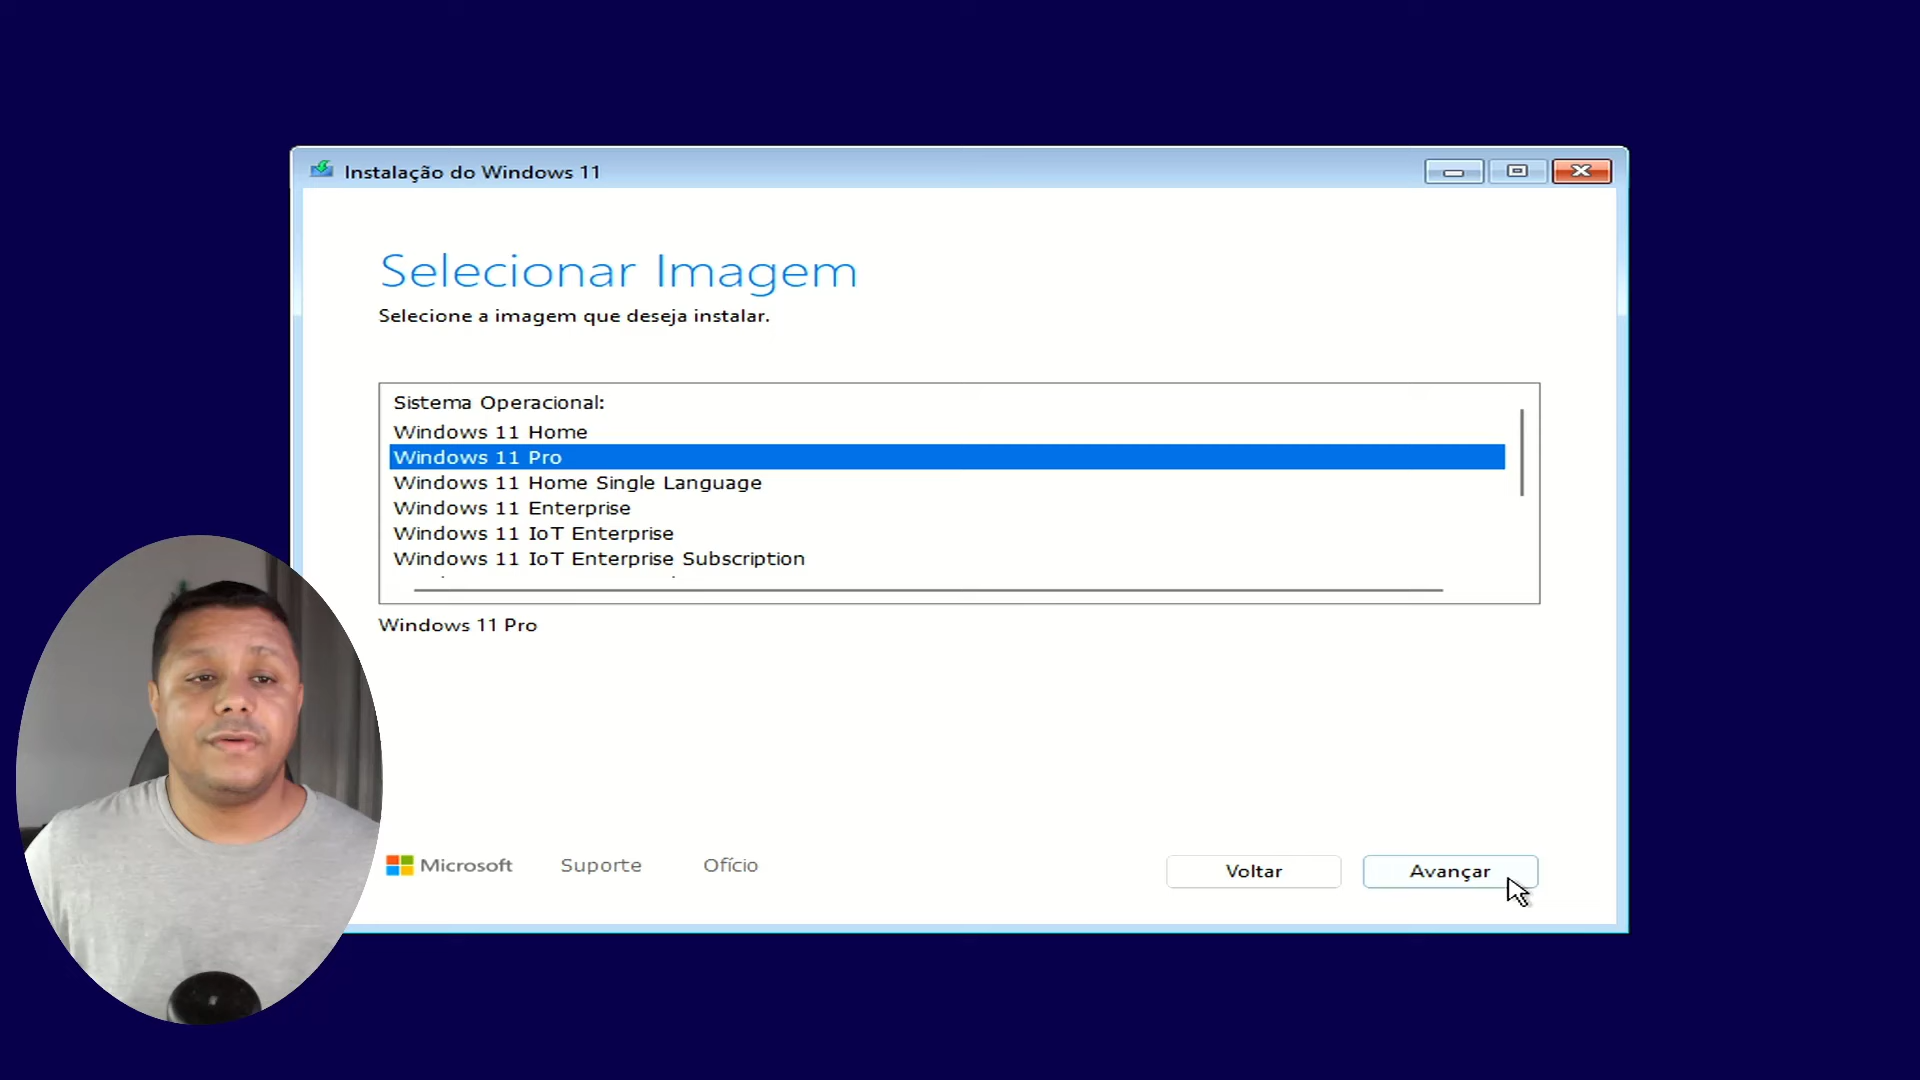 Instalação do Windows 11
Selecionar Imagem
Selecione a imagem que deseja instalar.
Sistema Operacional:
Windows 11 Home
Windows 11 Pro
Windows 11 Home Single Language
Windows 11 Enterprise
Windows 11 IoT Enterprise
Windows 11 IoT Enterprise Subscription
Windows 11 Pro
Microsoft Suporte Ofício Voltar Avançar